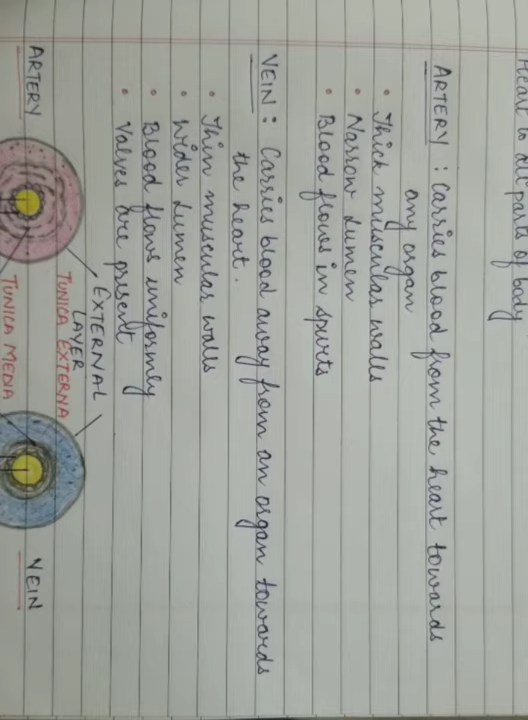 Heart to all parts of body
ARTERY : Carries blood from the heart towards
any organ
• Thick muscular walls
• Narrow Lumen
• Blood flows in spurts
VEIN : Carries blood away from an organ towards
the heart.
• Thin muscular walls
• Wider Lumen
• Blood flows uniformly
• Valves are present
EXTERNAL
LAYER
TUNICA EXTERNA
ARTERY
VEIN
TUNICA MEDIA